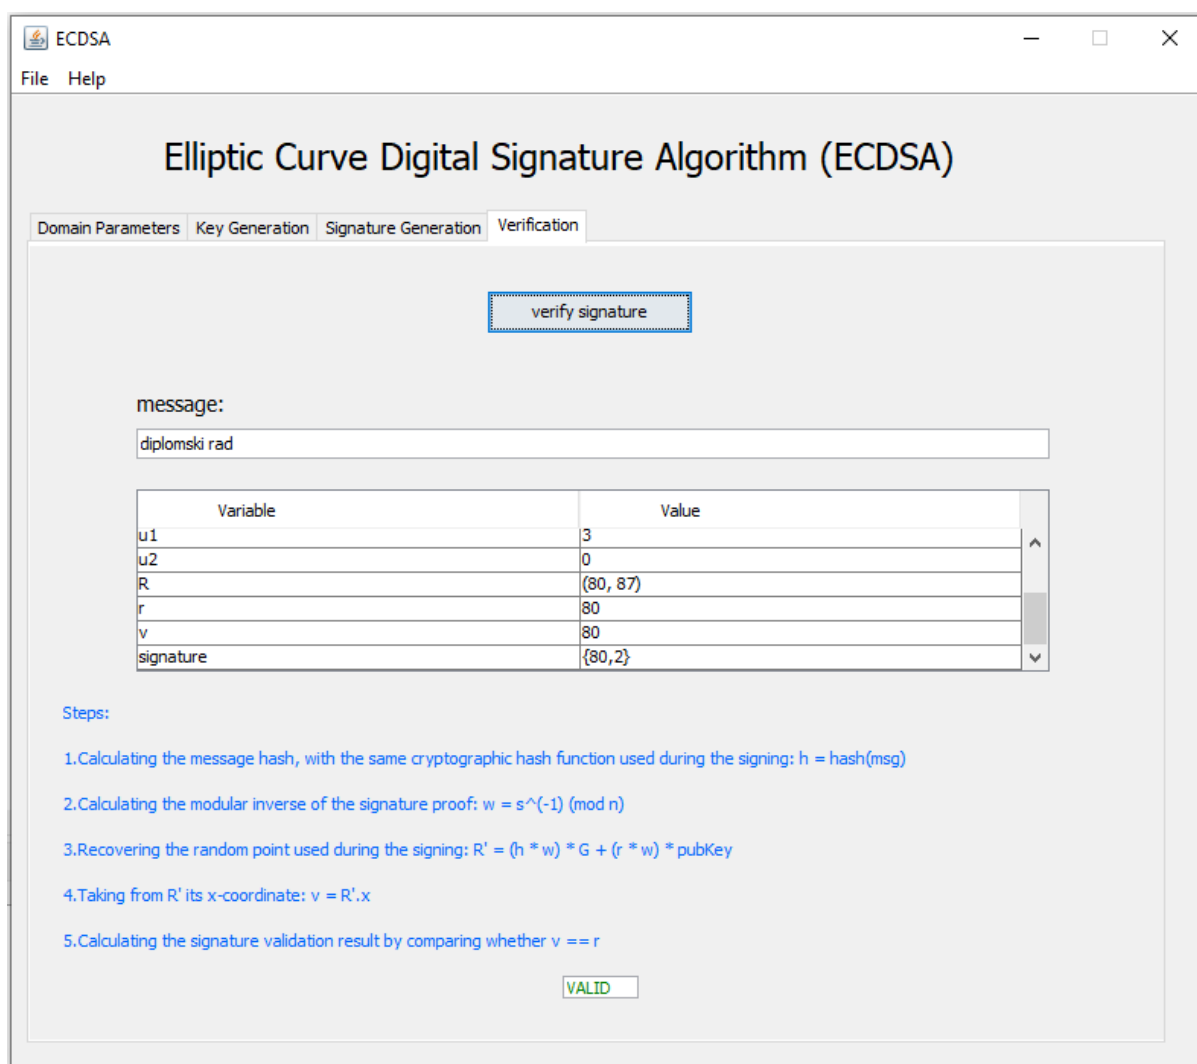 ECDSA
File Help
Elliptic Curve Digital Signature Algorithm (ECDSA)
Domain Parameters Key Generation Signature Generation Verification
verify signature
message:
diplomski rad
Variable Value
u1 3
u2 0
R (80, 87)
r 80
v 80
signature {80,2}
Steps:
1.Calculating the message hash, with the same cryptographic hash function used during the signing: h = hash(msg)
2.Calculating the modular inverse of the signature proof: w = s^(-1) (mod n)
3.Recovering the random point used during the signing: R' = (h * w) * G + (r * w) * pubKey
4.Taking from R' its x-coordinate: v = R'.x
5.Calculating the signature validation result by comparing whether v == r
VALID